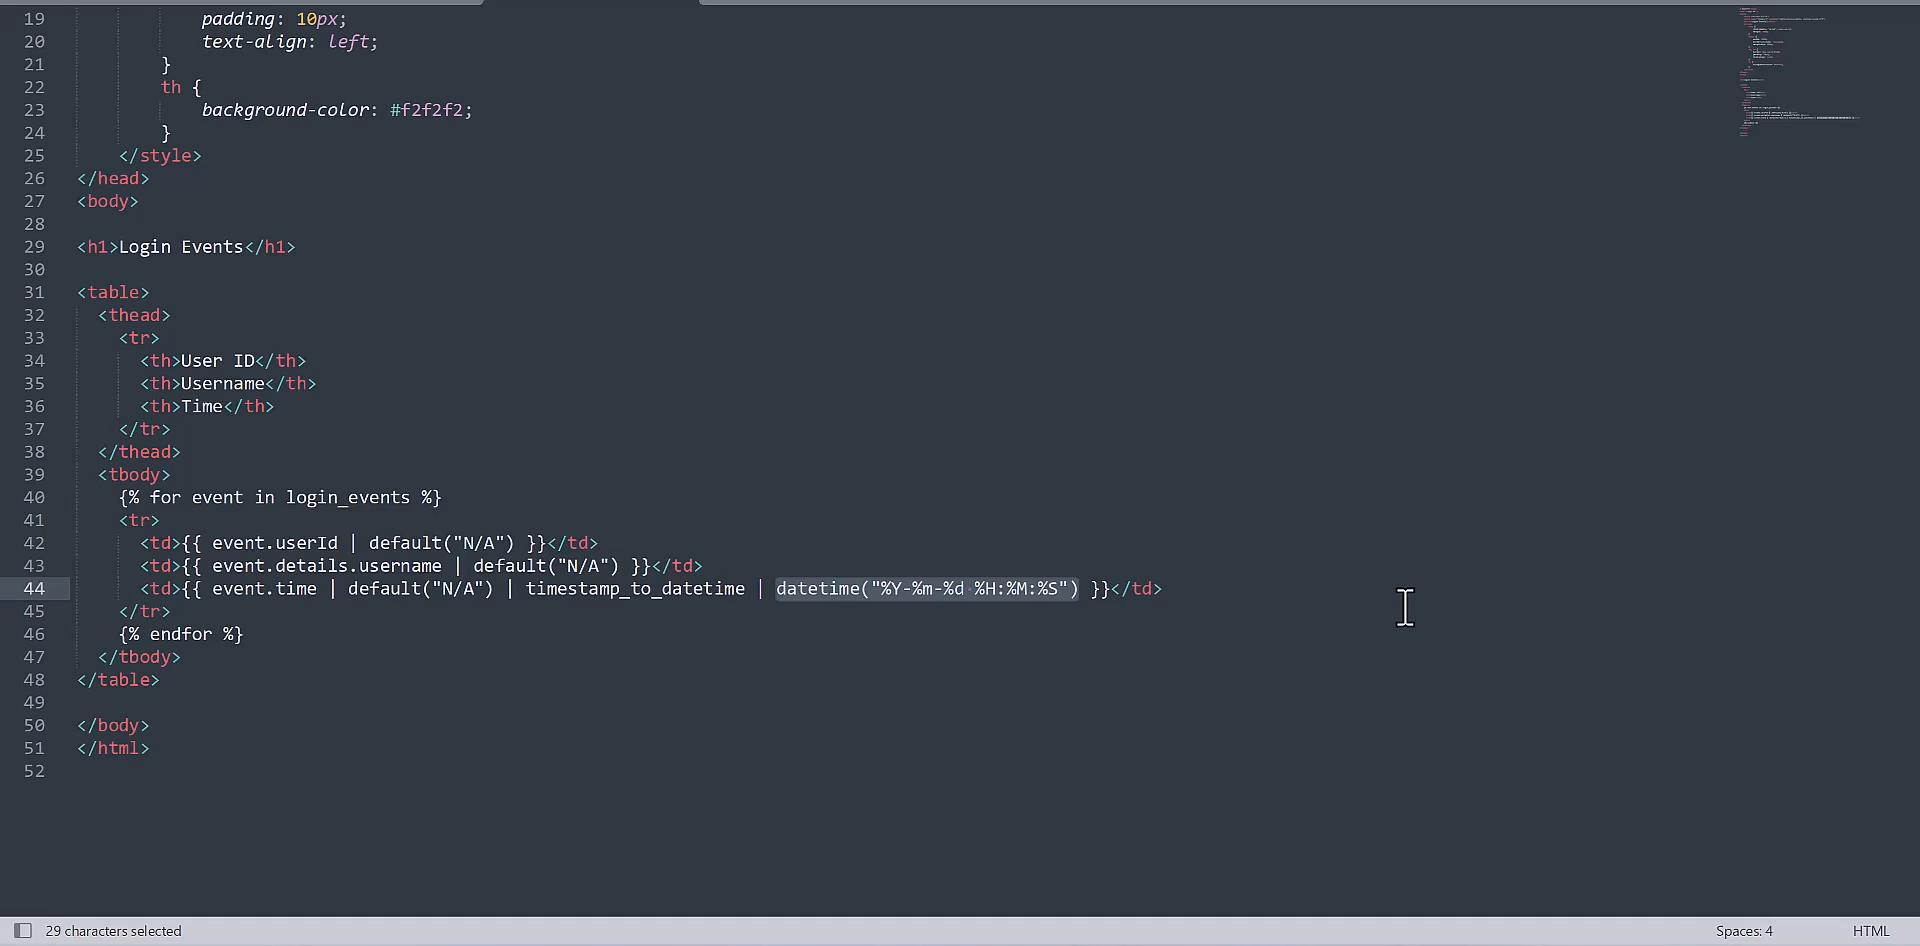 19 padding: 10px;
20 text-align: left;
21 }
22 th {
23 background-color: #f2f2f2;
24 }
25 </style>
26 </head>
27 <body>
28
29 <h1>Login Events</h1>
30
31 <table>
32 <thead>
33 <tr>
34 <th>User ID</th>
35 <th>Username</th>
36 <th>Time</th>
37 </tr>
38 </thead>
39 <tbody>
40 {% for event in login_events %}
41 <tr>
42 <td>{{ event.userId | default("N/A") }}</td>
43 <td>{{ event.details.username | default("N/A") }}</td>
44 <td>{{ event.time | default("N/A") | timestamp_to_datetime | datetime("%Y-%m-%d %H:%M:%S") }}</td>
45 </tr>
46 {% endfor %}
47 </tbody>
48 </table>
49
50 </body>
51 </html>
52
29 characters selected
Spaces: 4
HTML